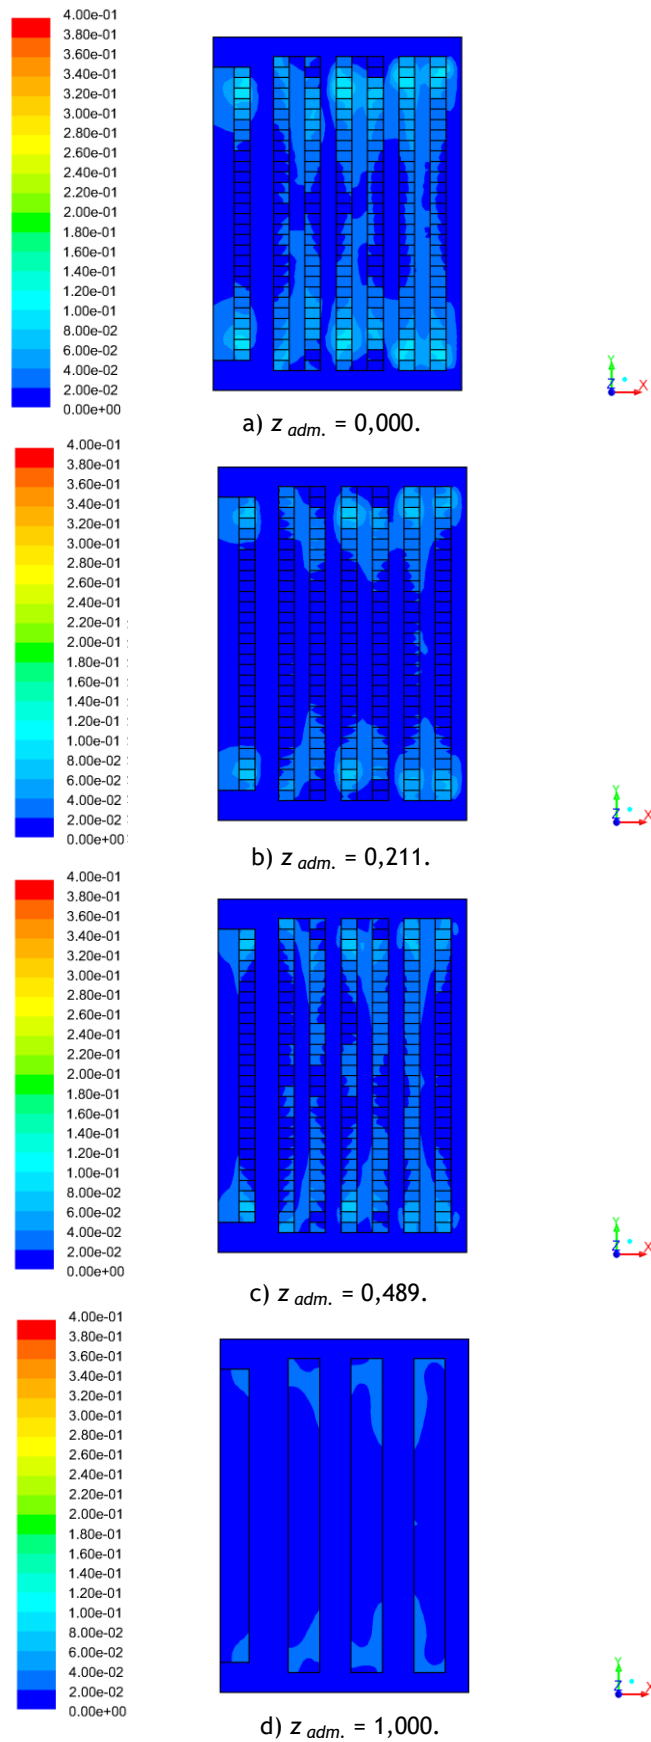 4.00e-01
3.80e-01
3.60e-01
3.40e-01
3.20e-01
3.00e-01
2.80e-01
2.60e-01
2.40e-01
2.20e-01
2.00e-01
1.80e-01
1.60e-01
1.40e-01
1.20e-01
1.00e-01
8.00e-02
6.00e-02
4.00e-02
2.00e-02
0.00e+00
Y
Z X
a) z adm. = 0,000.
4.00e-01
3.80e-01
3.60e-01
3.40e-01
3.20e-01
3.00e-01
2.80e-01
2.60e-01
2.40e-01
2.20e-01
2.00e-01
1.80e-01
1.60e-01
1.40e-01
1.20e-01
1.00e-01
8.00e-02
6.00e-02
4.00e-02
2.00e-02
0.00e+00
Y
Z X
b) z adm. = 0,211.
4.00e-01
3.80e-01
3.60e-01
3.40e-01
3.20e-01
3.00e-01
2.80e-01
2.60e-01
2.40e-01
2.20e-01
2.00e-01
1.80e-01
1.60e-01
1.40e-01
1.20e-01
1.00e-01
8.00e-02
6.00e-02
4.00e-02
2.00e-02
0.00e+00
Y
Z X
c) z adm. = 0,489.
4.00e-01
3.80e-01
3.60e-01
3.40e-01
3.20e-01
3.00e-01
2.80e-01
2.60e-01
2.40e-01
2.20e-01
2.00e-01
1.80e-01
1.60e-01
1.40e-01
1.20e-01
1.00e-01
8.00e-02
6.00e-02
4.00e-02
2.00e-02
0.00e+00
Y
Z X
d) z adm. = 1,000.